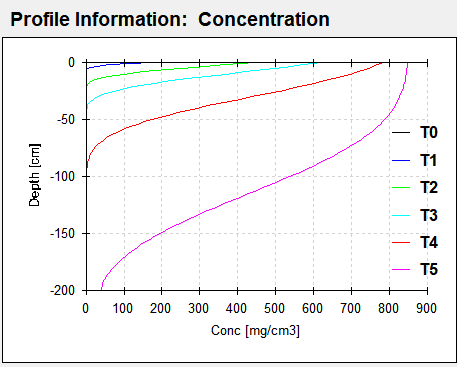 Profile Information:  Concentration
0
-50
-100
-150
-200
Depth [cm]
T0
T1
T2
T3
T4
T5
0 100 200 300 400 500 600 700 800 900
Conc [mg/cm3]